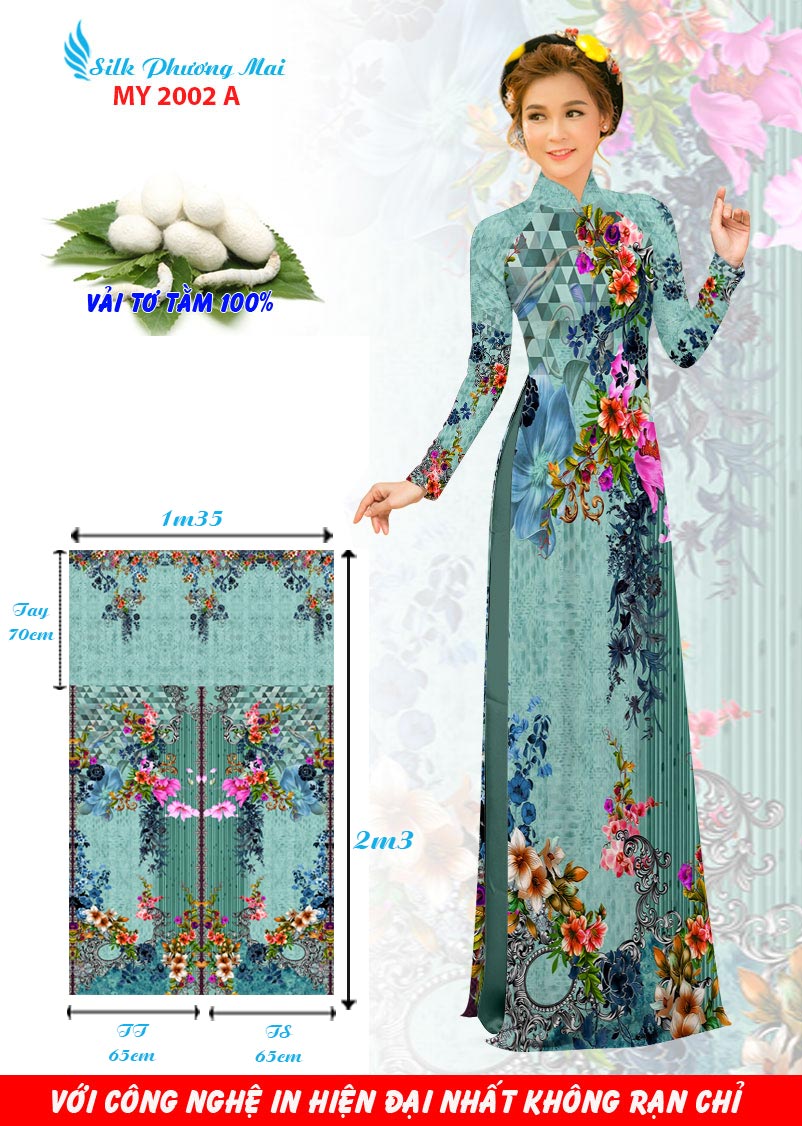 Silk Phương Mai
MY 2002 A
VẢI TƠ TẰM 100%
1m35
Tay
70cm
2m3
TT
65cm
TS
65cm
VỚI CÔNG NGHỆ IN HIỆN ĐẠI NHẤT KHÔNG RẠN CHỈ